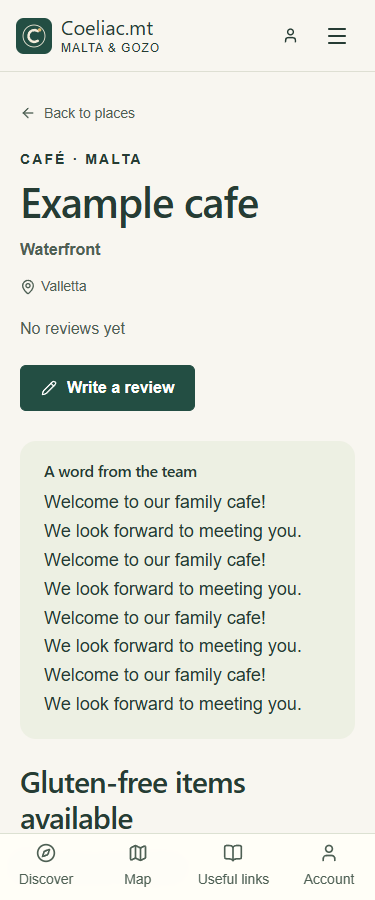 Coeliac.mt
MALTA & GOZO
Back to places
CAFÉ · MALTA
Example cafe
Waterfront
Valletta
No reviews yet
Write a review
A word from the team
Welcome to our family cafe!
We look forward to meeting you.
Welcome to our family cafe!
We look forward to meeting you.
Welcome to our family cafe!
We look forward to meeting you.
Welcome to our family cafe!
We look forward to meeting you.
Gluten-free items
available
Discover
Map
Useful links
Account